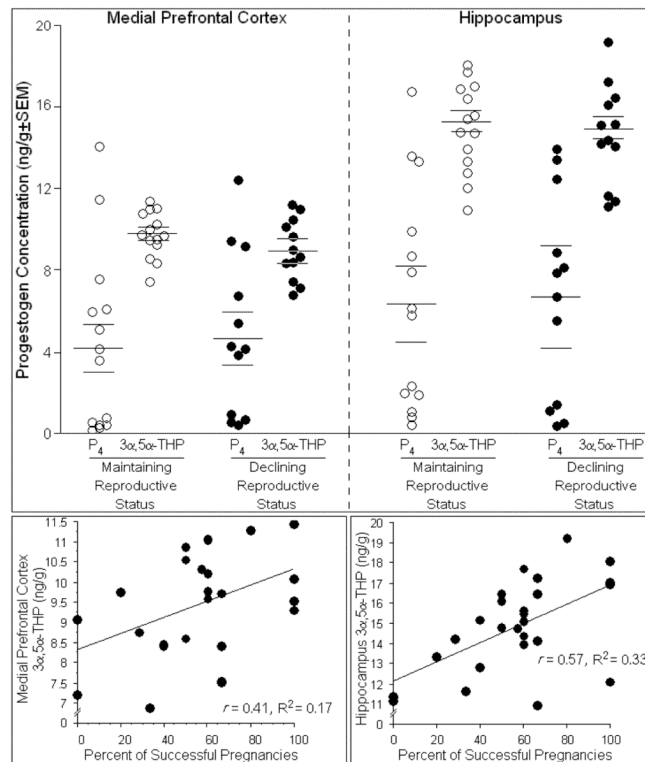 Medial Prefrontal Cortex Hippocampus
Progestogen Concentration (ng/g±SEM)
20
16
12
8
4
0
P4 3α,5α-THP P4 3α,5α-THP P4 3α,5α-THP P4 3α,5α-THP
Maintaining Declining Maintaining Declining
Reproductive Reproductive Reproductive Reproductive
Status Status Status Status
Medial Prefrontal Cortex
3α,5α-THP (ng/g)
11.5
11
10.5
10
9.5
9
8.5
8
7.5
7
0
r = 0.41, R2 = 0.17
0 20 40 60 80 100
Percent of Successful Pregnancies
Hippocampus 3α,5α-THP (ng/g)
20
19
18
17
16
15
14
13
12
11
0
r = 0.57, R2 = 0.33
0 20 40 60 80 100
Percent of Successful Pregnancies